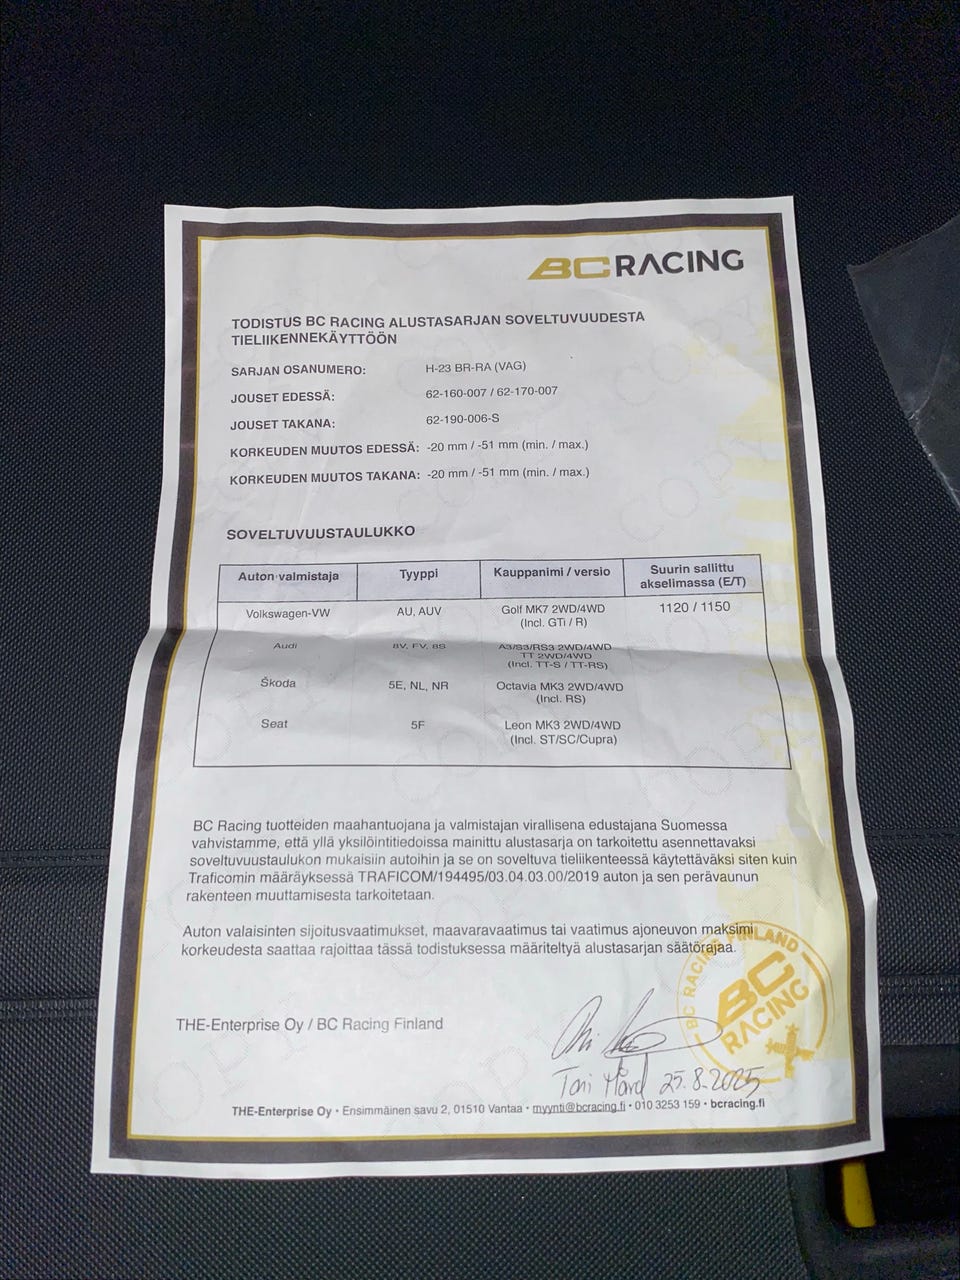 BC RACING
TODISTUS BC RACING ALUSTASARJAN SOVELTUVUUDESTA
TIELIIKENNEKÄYTTÖÖN
SARJAN OSANUMERO: H-23 BR-RA (VAG)
JOUSET EDESSÄ: 62-160-007 / 62-170-007
JOUSET TAKANA: 62-190-006-S
KORKEUDEN MUUTOS EDESSÄ: -20 mm / -51 mm (min. / max.)
KORKEUDEN MUUTOS TAKANA: -20 mm / -51 mm (min. / max.)
SOVELTUVUUSTAULUKKO
Auton valmistaja Tyyppi Kauppanimi / versio Suurin sallittu
akselimassa (E/T)
Volkswagen-VW AU, AUV Golf MK7 2WD/4WD 1120 / 1150
(Incl. GTi / R)
Audi 8V, FV, 8S A3/S3/RS3 2WD/4WD
TT 2WD/4WD
(Incl. TT-S / TT-RS)
Škoda 5E, NL, NR Octavia MK3 2WD/4WD
(Incl. RS)
Seat 5F Leon MK3 2WD/4WD
(Incl. ST/SC/Cupra)
BC Racing tuotteiden maahantuojana ja valmistajan virallisena edustajana Suomessa
vahvistamme, että yllä yksilöintitiedoissa mainittu alustasarja on tarkoitettu asennettavaksi
soveltuvuustaulukon mukaisiin autoihin ja se on soveltuva tieliikenteessä käytettäväksi siten kuin
Traficomin määräyksessä TRAFICOM/194495/03.04.03.00/2019 auton ja sen perävaunun
rakenteen muuttamisesta tarkoitetaan.
Auton valaisinten sijoitusvaatimukset, maavaravaatimus tai vaatimus ajoneuvon maksimi
korkeudesta saattaa rajoittaa tässä todistuksessa määriteltyä alustasarjan säätörajaa.
BC RACING FINLAND
BC
RACING
THE-Enterprise Oy / BC Racing Finland
Toni Mård 25.8.2025
THE-Enterprise Oy • Ensimmäinen savu 2, 01510 Vantaa • myynti@bcracing.fi • 010 3253 159 • bcracing.fi
COPY